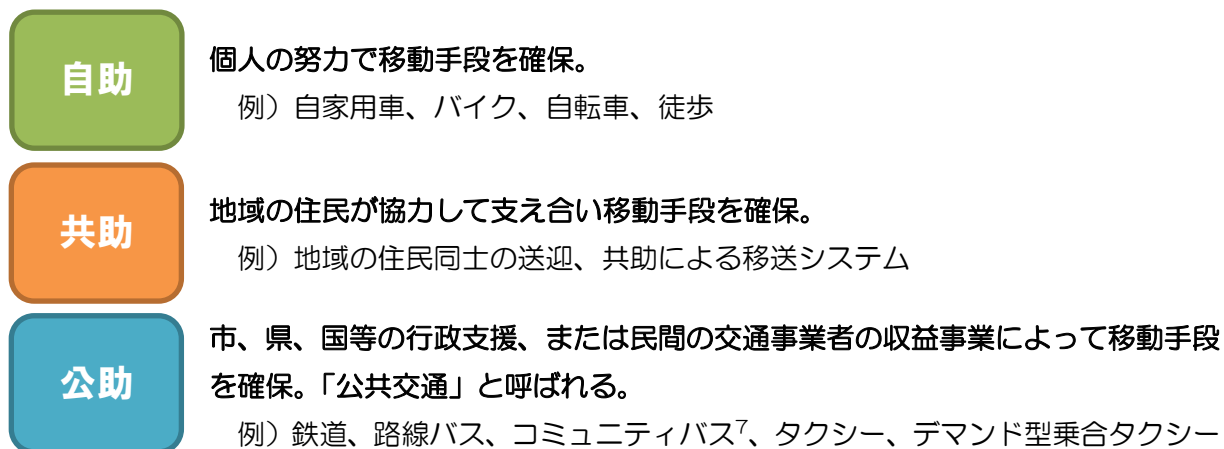 自助
個人の努力で移動手段を確保。
例）自家用車、バイク、自転車、徒歩
共助
地域の住民が協力して支え合い移動手段を確保。
例）地域の住民同士の送迎、共助による移送システム
公助
市、県、国等の行政支援、または民間の交通事業者の収益事業によって移動手段
を確保。「公共交通」と呼ばれる。
例）鉄道、路線バス、コミュニティバス7、タクシー、デマンド型乗合タクシー